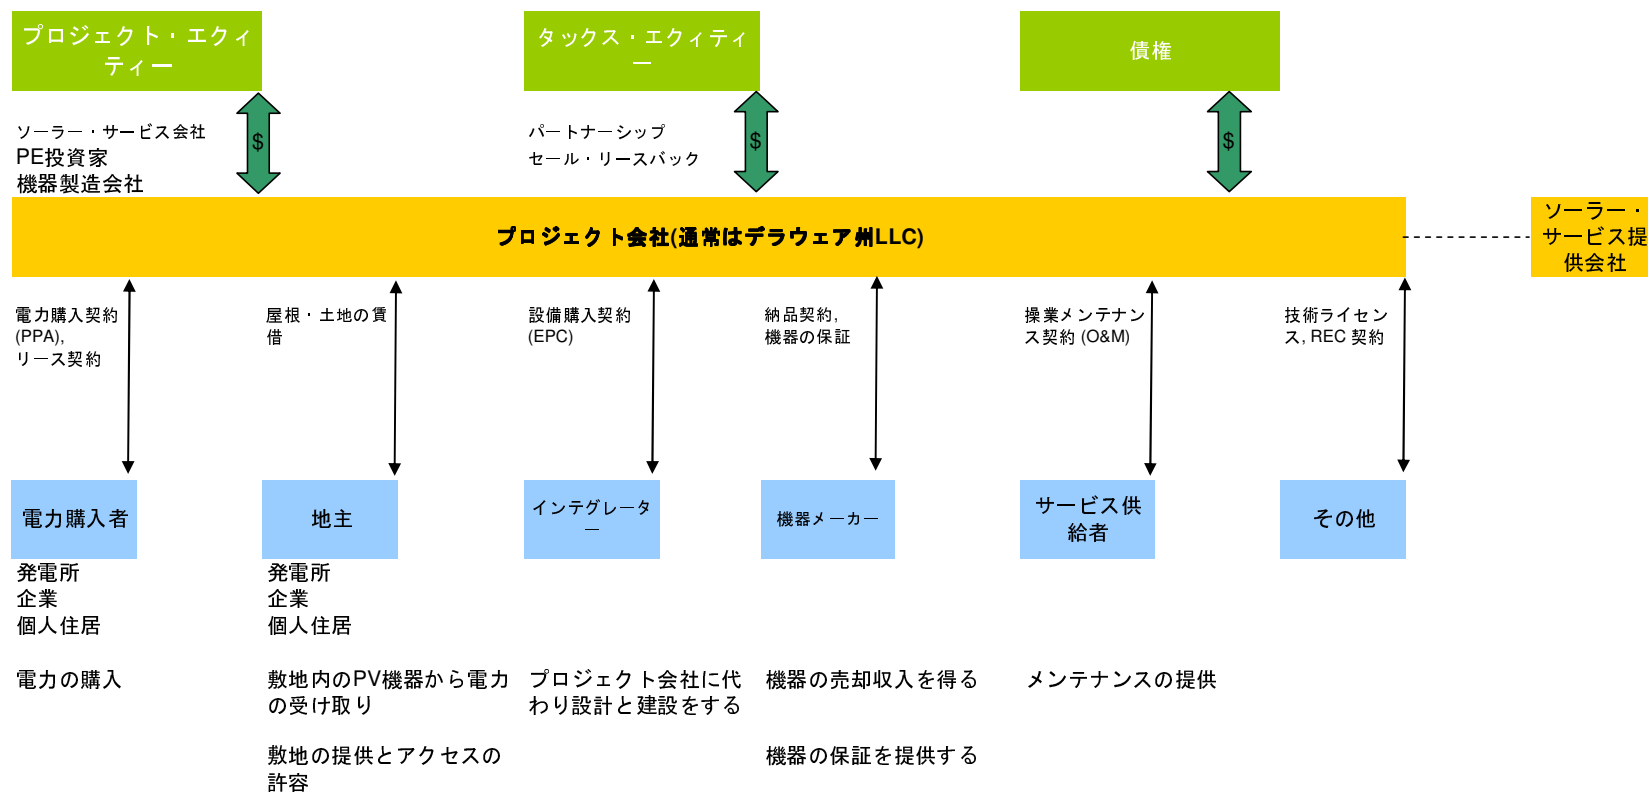 プロジェクト・エクィ
ティー
タックス・エクィティ
ー
債権
$
$
$
ソーラー・サービス会社
PE投資家
機器製造会社
パートナーシップ
セール・リースバック
プロジェクト会社(通常はデラウェア州LLC)
ソーラー・
サービス提
供会社
電力購入契約
(PPA),
リース契約
屋根・土地の賃
借
設備購入契約
(EPC)
納品契約,
機器の保証
操業メンテナン
ス契約 (O&M)
技術ライセン
ス, REC 契約
電力購入者
地主
インテグレータ
ー
機器メーカー
サービス供
給者
その他
発電所
企業
個人住居
発電所
企業
個人住居
電力の購入
敷地内のPV機器から電力
の受け取り
プロジェクト会社に代
わり設計と建設をする
機器の売却収入を得る
メンテナンスの提供
敷地の提供とアクセスの
許容
機器の保証を提供する